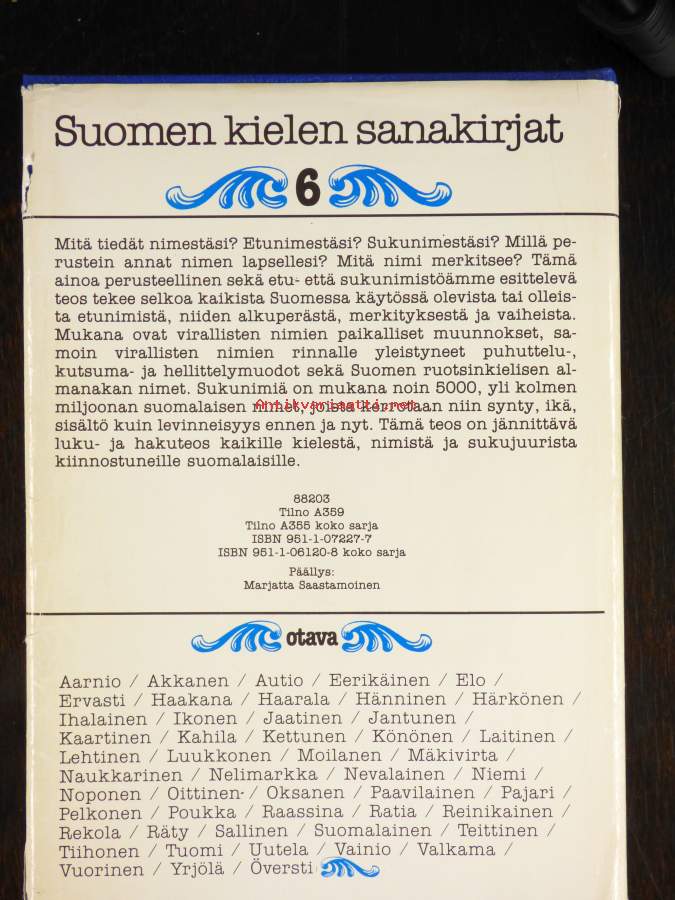 Suomen kielen sanakirjat
6
Mitä tiedät nimestäsi? Etunimestäsi? Sukunimestäsi? Millä pe-
rustein annat nimen lapsellesi? Mitä nimi merkitsee? Tämä
ainoa perusteellinen sekä etu- että sukunimistöämme esittelevä
teos tekee selkoa kaikista Suomessa käytössä olevista tai olleis-
ta etunimistä, niiden alkuperästä, merkityksestä ja vaiheista.
Mukana ovat virallisten nimien paikalliset muunnokset, sa-
moin virallisten nimien rinnalle yleistyneet puhuttelu-,
kutsuma- ja hellittelymuodot sekä Suomen ruotsinkielisen al-
manakan nimet. Sukunimiä on mukana noin 5000, yli kolmen
miljoonan suomalaisen nimet, joista kerrotaan niin synty, ikä,
Antikvariaatti.net
sisältö kuin levinneisyys ennen ja nyt. Tämä teos on jännittävä
luku- ja hakuteos kaikille kielestä, nimistä ja sukujuurista
kiinnostuneille suomalaisille.
88203
Tilno A359
Tilno A355 koko sarja
ISBN 951-1-07227-7
ISBN 951-1-06120-8 koko sarja
Päällys:
Marjatta Saastamoinen
otava
Aarnio / Akkanen / Autio / Eerikäinen / Elo /
Ervasti / Haakana / Haarala / Hänninen / Härkönen /
Ihalainen / Ikonen / Jaatinen / Jantunen /
Kaartinen / Kahila / Kettunen / Könönen / Laitinen /
Lehtinen / Luukkonen / Moilanen / Mäkivirta /
Naukkarinen / Nelimarkka / Nevalainen / Niemi /
Noponen / Oittinen / Oksanen / Paavilainen / Pajari /
Pelkonen / Poukka / Raassina / Ratia / Reinikainen /
Rekola / Räty / Sallinen / Suomalainen / Teittinen /
Tiihonen / Tuomi / Uutela / Vainio / Valkama /
Vuorinen / Yrjölä / Översti